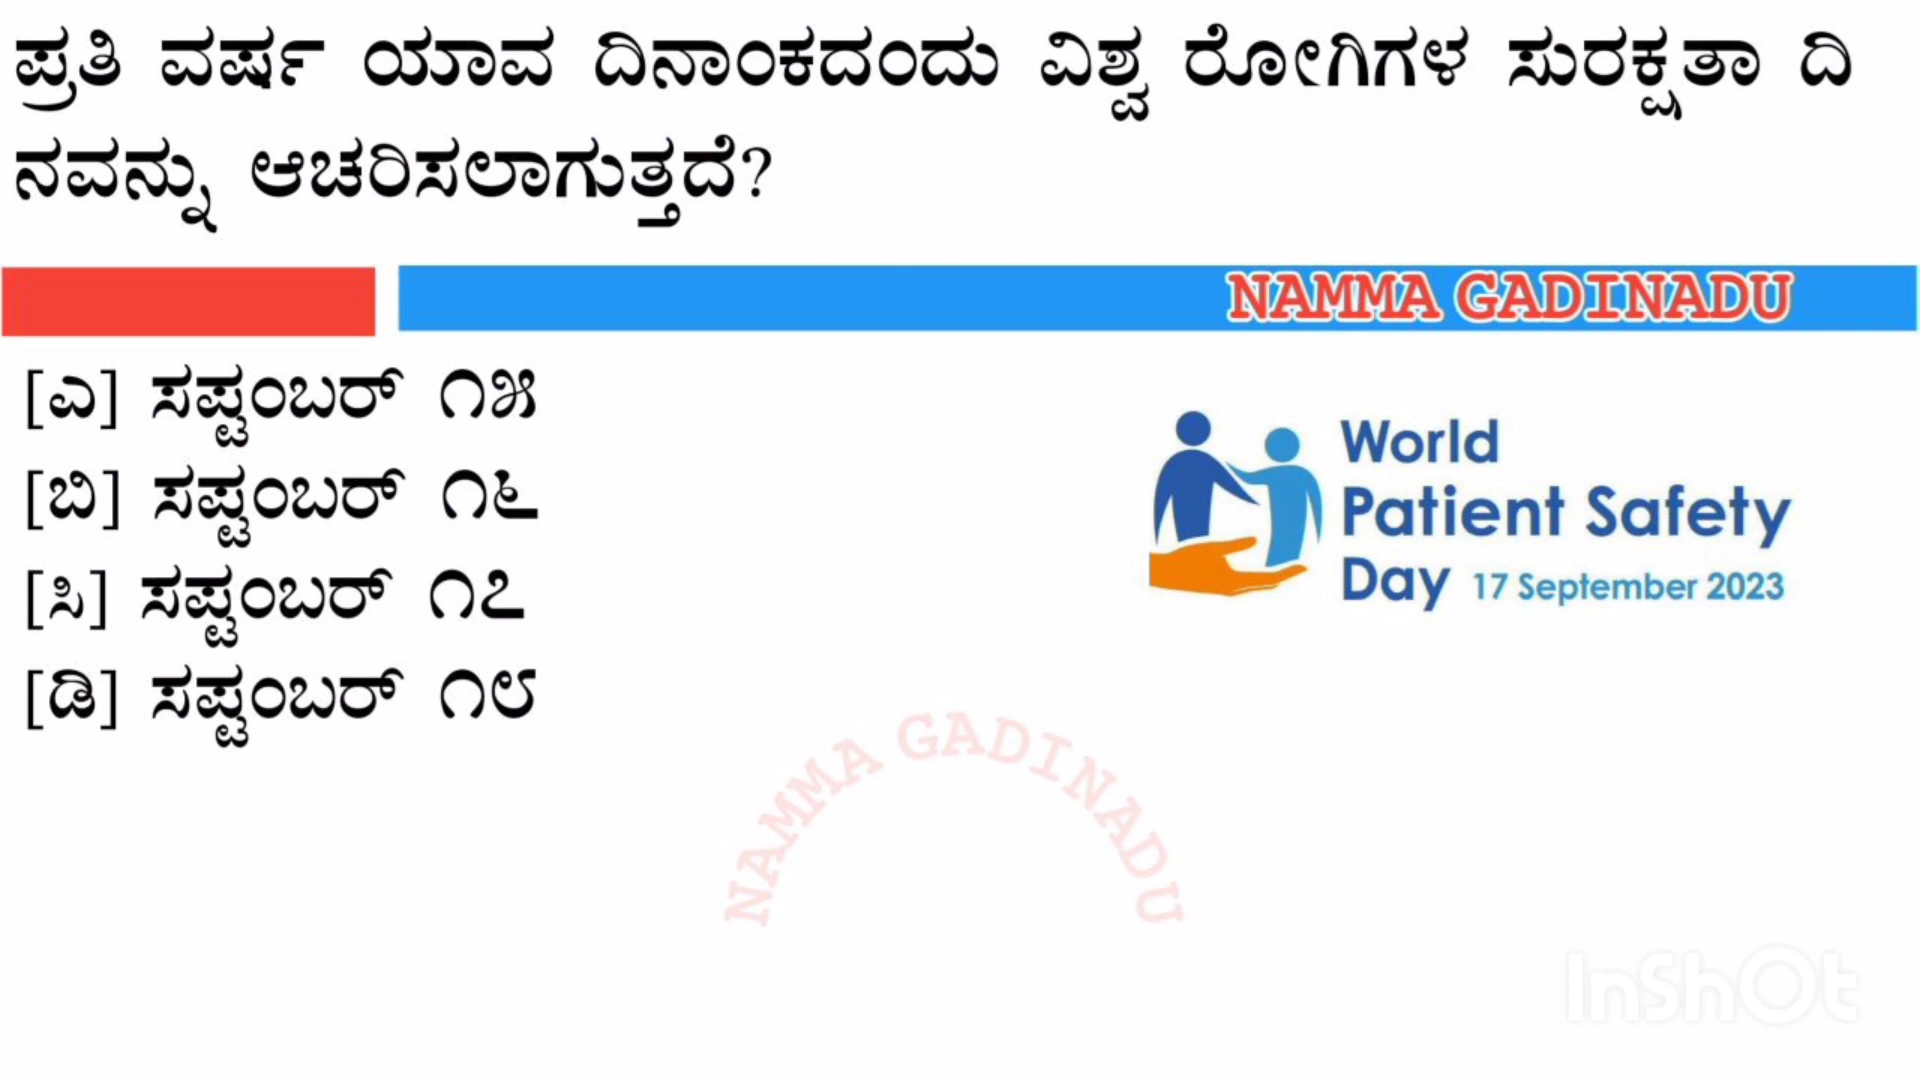 ಪ್ರತಿ ವರ್ಷ ಯಾವ ದಿನಾಂಕದಂದು ವಿಶ್ವ ರೋಗಿಗಳ ಸುರಕ್ಷತಾ ದಿ
ನವನ್ನು ಆಚರಿಸಲಾಗುತ್ತದೆ?
NAMMA GADINADU
[ಎ] ಸಪ್ಟಂಬರ್ ೧೫
[ಬಿ] ಸಪ್ಟಂಬರ್ ೧೬
[ಸಿ] ಸಪ್ಟಂಬರ್ ೧೭
[ಡಿ] ಸಪ್ಟಂಬರ್ ೧೮
World
Patient Safety
Day 17 September 2023
NAMMA GADINADU
InShOt